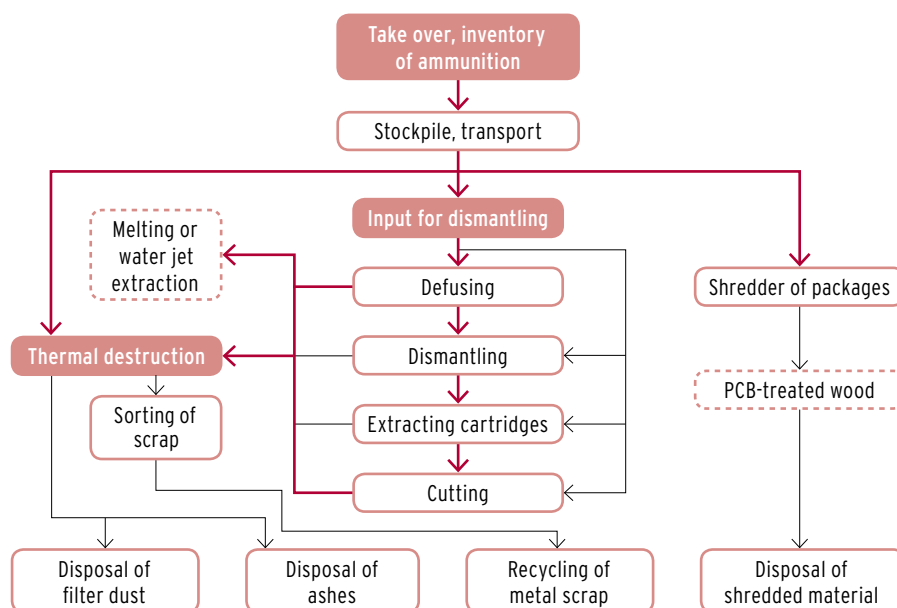 Take over, inventory
of ammunition
Stockpile, transport
Input for dismantling
Melting or
water jet
extraction
Defusing
Shredder of packages
Thermal destruction
Dismantling
PCB-treated wood
Sorting of
scrap
Extracting cartridges
Cutting
Disposal of
filter dust
Disposal of
ashes
Recycling of
metal scrap
Disposal of
shredded material